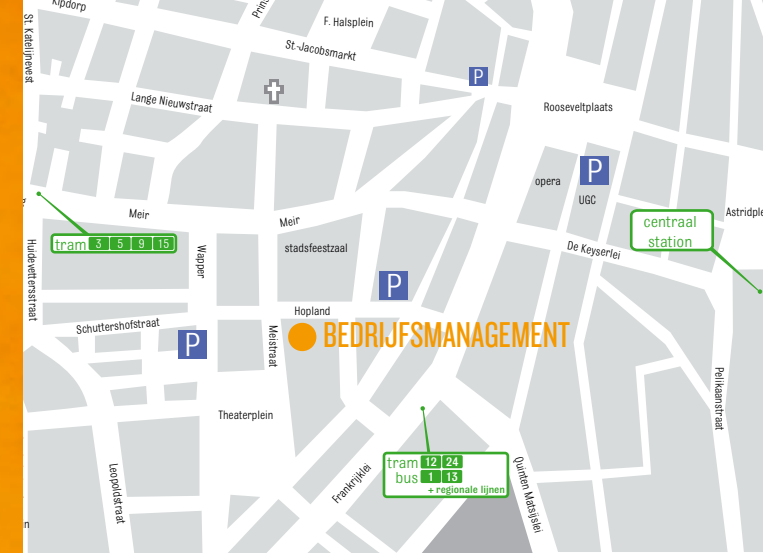 Kipdorp
Prins
F. Halsplein
St. Katelijnevest
St.-Jacobsmarkt
P
Lange Nieuwstraat
Rooseveltplaats
P
opera
UGC
Astridple
centraal
station
Meir
Meir
tram 3 5 9 15
stadsfeestzaal
De Keyserlei
Huidevettersstraat
Wapper
P
Hopland
Schuttershofstraat
P
Meistraat
BEDRIJFSMANAGEMENT
Pelikaanstraat
Theaterplein
tram 12 24
bus 1 13
+ regionale lijnen
Leopoldstraat
Frankrijklei
Quinten Matsijslei
n